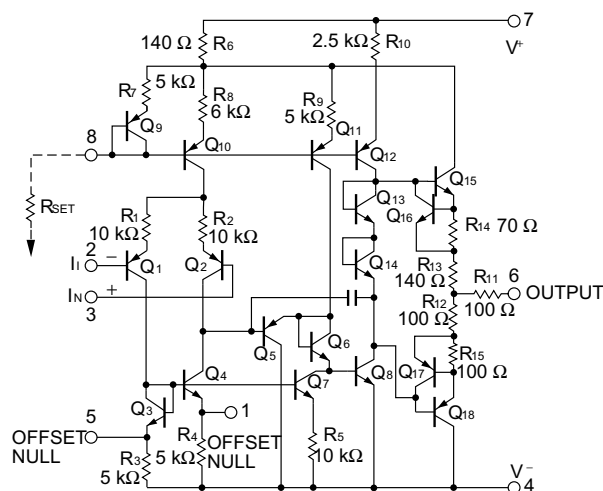 7
140 Ω R6
2.5 kΩ R10
V+
R7 5 kΩ
R8 6 kΩ
R9 5 kΩ
Q9
Q11
8
Q10
Q12
Q15
Q13
Q16
RSET
R1 10 kΩ
R2 10 kΩ
R14 70 Ω
2
II −
Q1
Q2
Q14
R13 140 Ω
R11 100 Ω
6
OUTPUT
IN +
3
R12 100 Ω
Q5
Q6
R15 100 Ω
Q4
Q7
Q8
Q17
Q3
Q18
5
1
OFFSET NULL
R4 5 kΩ
OFFSET NULL
R5 10 kΩ
R3 5 kΩ
V−
4